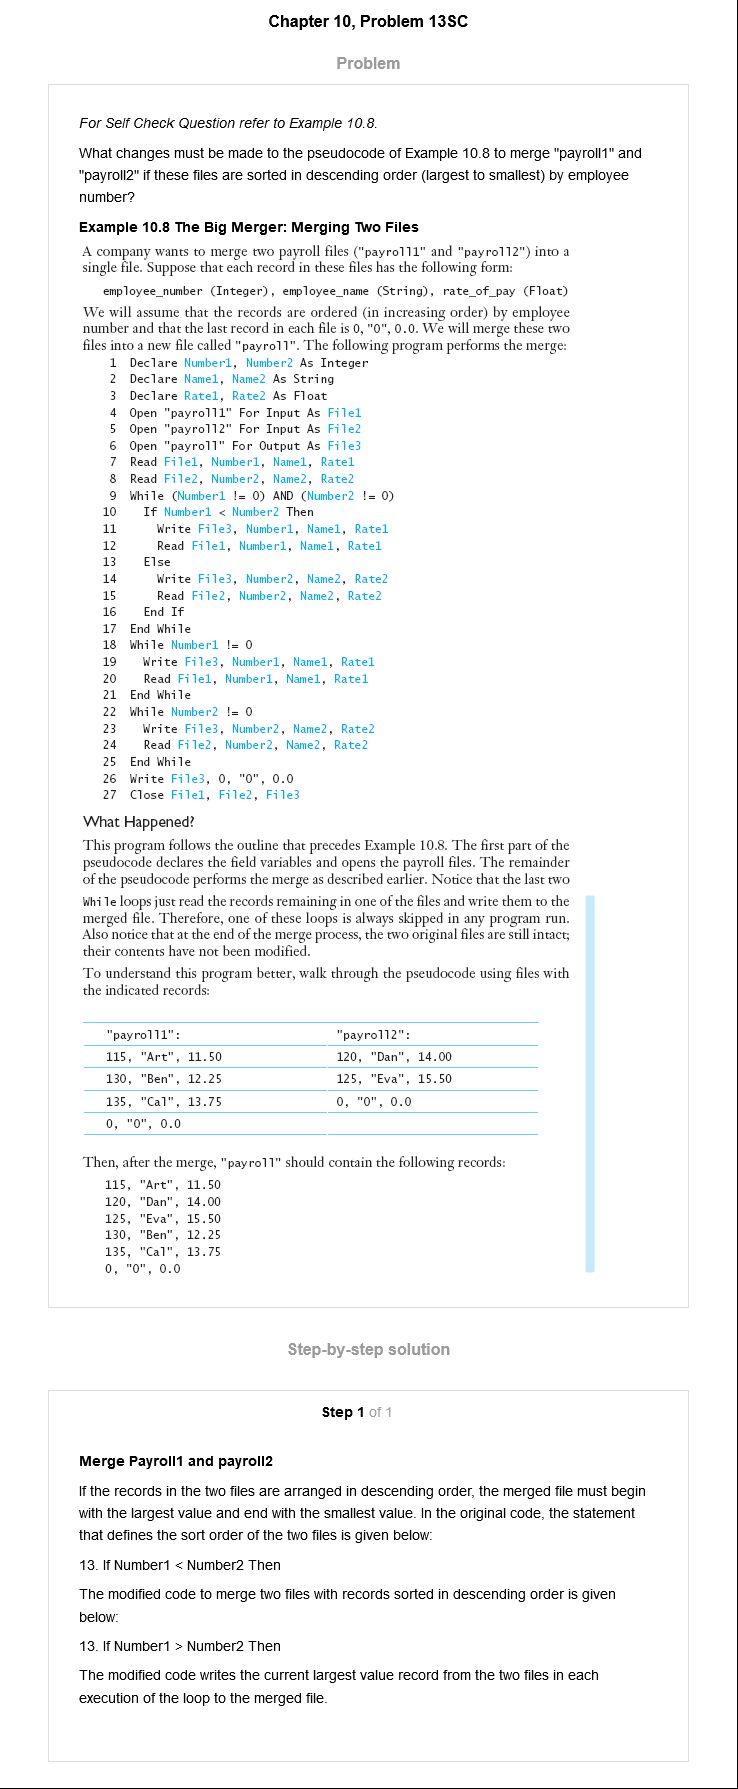 Chapter 10, Problem 13SC
Problem
For Self Check Question refer to Example 10.8.
What changes must be made to the pseudocode of Example 10.8 to merge "payroll1" and
"payroll2" if these files are sorted in descending order (largest to smallest) by employee
number?
Example 10.8 The Big Merger: Merging Two Files
A company wants to merge two payroll files ("payroll1" and "payroll2") into a
single file. Suppose that each record in these files has the following form:
employee_number (Integer), employee_name (String), rate_of_pay (Float)
We will assume that the records are ordered (in increasing order) by employee
number and that the last record in each file is 0, "0", 0.0. We will merge these two
files into a new file called "payroll". The following program performs the merge:
1 Declare Number1, Number2 As Integer
2 Declare Name1, Name2 As String
3 Declare Rate1, Rate2 As Float
4 Open "payroll1" For Input As File1
5 Open "payroll2" For Input As File2
6 Open "payroll" For Output As File3
7 Read File1, Number1, Name1, Rate1
8 Read File2, Number2, Name2, Rate2
9 While (Number1 != 0) AND (Number2 != 0)
10 If Number1 < Number2 Then
11 Write File3, Number1, Name1, Rate1
12 Read File1, Number1, Name1, Rate1
13 Else
14 Write File3, Number2, Name2, Rate2
15 Read File2, Number2, Name2, Rate2
16 End If
17 End While
18 While Number1 != 0
19 Write File3, Number1, Name1, Rate1
20 Read File1, Number1, Name1, Rate1
21 End While
22 While Number2 != 0
23 Write File3, Number2, Name2, Rate2
24 Read File2, Number2, Name2, Rate2
25 End While
26 Write File3, 0, "0", 0.0
27 Close File1, File2, File3
What Happened?
This program follows the outline that precedes Example 10.8. The first part of the
pseudocode declares the field variables and opens the payroll files. The remainder
of the pseudocode performs the merge as described earlier. Notice that the last two
While loops just read the records remaining in one of the files and write them to the
merged file. Therefore, one of these loops is always skipped in any program run.
Also notice that at the end of the merge process, the two original files are still intact;
their contents have not been modified.
To understand this program better, walk through the pseudocode using files with
the indicated records:
"payroll1": "payroll2":
115, "Art", 11.50 120, "Dan", 14.00
130, "Ben", 12.25 125, "Eva", 15.50
135, "Cal", 13.75 0, "0", 0.0
0, "0", 0.0
Then, after the merge, "payroll" should contain the following records:
115, "Art", 11.50
120, "Dan", 14.00
125, "Eva", 15.50
130, "Ben", 12.25
135, "Cal", 13.75
0, "0", 0.0
Step-by-step solution
Step 1 of 1
Merge Payroll1 and payroll2
If the records in the two files are arranged in descending order, the merged file must begin
with the largest value and end with the smallest value. In the original code, the statement
that defines the sort order of the two files is given below:
13. If Number1 < Number2 Then
The modified code to merge two files with records sorted in descending order is given
below:
13. If Number1 > Number2 Then
The modified code writes the current largest value record from the two files in each
execution of the loop to the merged file.